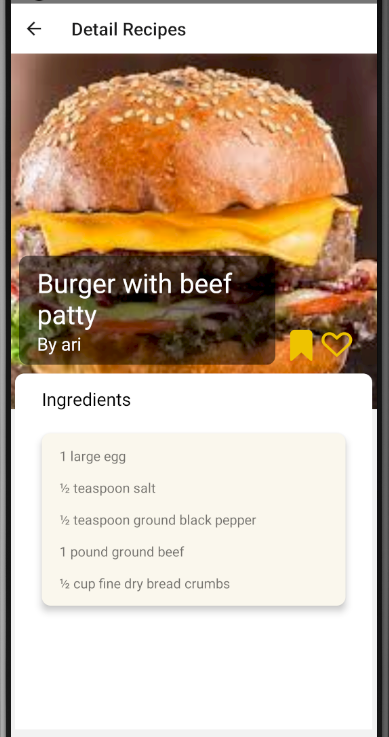 Detail Recipes
Burger with beef
patty
By ari
Ingredients
1 large egg
½ teaspoon salt
½ teaspoon ground black pepper
1 pound ground beef
½ cup fine dry bread crumbs